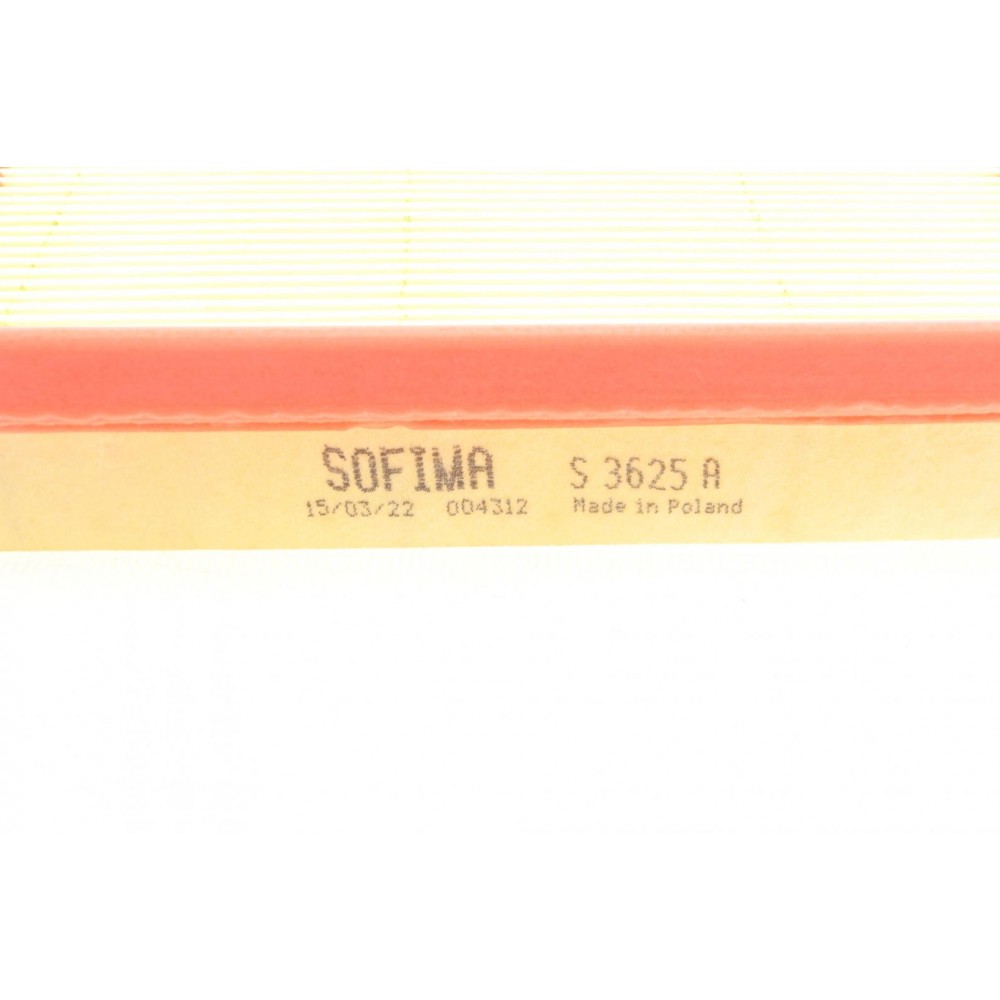 SOFIMA S 3625 A
15/03/22 004312 Made in Poland